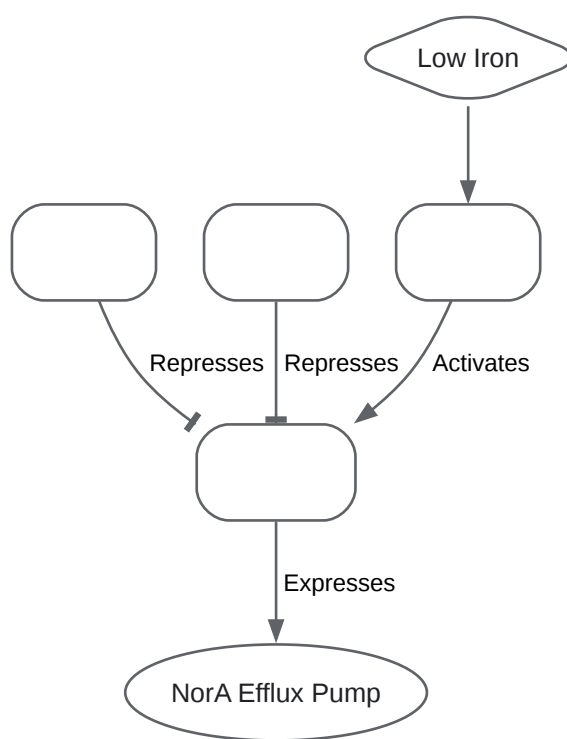 Low Iron
Represses
Represses
Activates
Expresses
NorA Efflux Pump